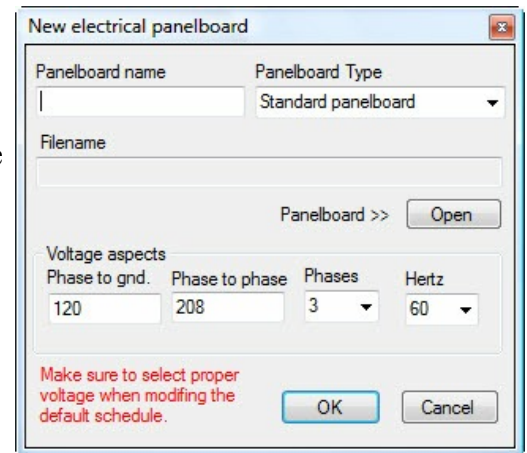 New electrical panelboard
Panelboard name Panelboard Type
Standard panelboard
Filename
Panelboard >> Open
Voltage aspects
Phase to gnd. Phase to phase Phases Hertz
120 208 3 60
Make sure to select proper
voltage when modifing the
default schedule.
OK Cancel